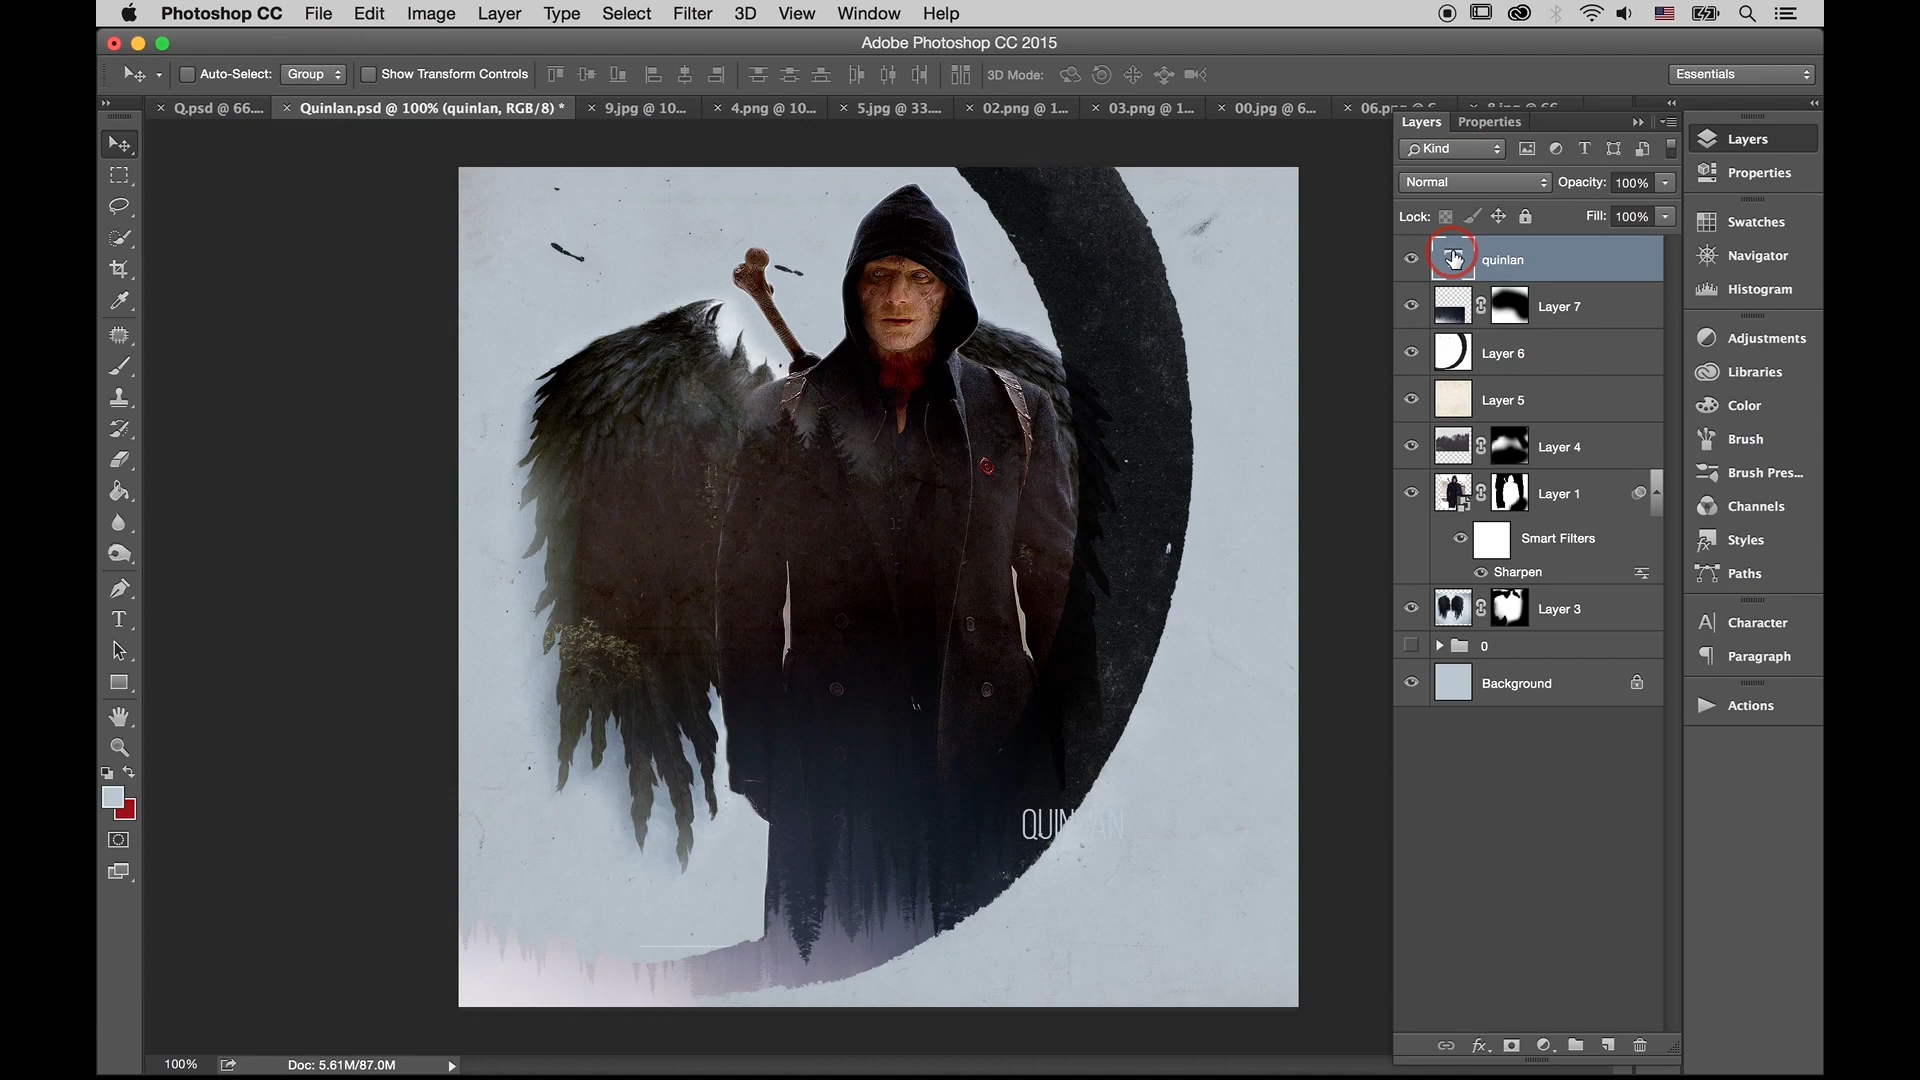 Photoshop CC File Edit Image Layer Type Select Filter 3D View Window Help
Adobe Photoshop CC 2015
Auto-Select: Group Show Transform Controls 3D Mode: Essentials
Q.psd @ 66.... Quinlan.psd @ 100% (quinlan, RGB/8) * 9.jpg @ 10... 4.png @ 10... 5.jpg @ 33.... 02.png @ 1... 03.png @ 1... 00.jpg @ 6...
Layers Properties
Kind
Normal Opacity: 100%
Lock: Fill: 100%
quinlan
Layer 7
Layer 6
Layer 5
Layer 4
Layer 1
Smart Filters
Sharpen
Layer 3
0
Background
Layers
Properties
Swatches
Navigator
Histogram
Adjustments
Libraries
Color
Brush
Brush Pres...
Channels
Styles
Paths
Character
Paragraph
Actions
QUINLAN
100% Doc: 5.61M/87.0M